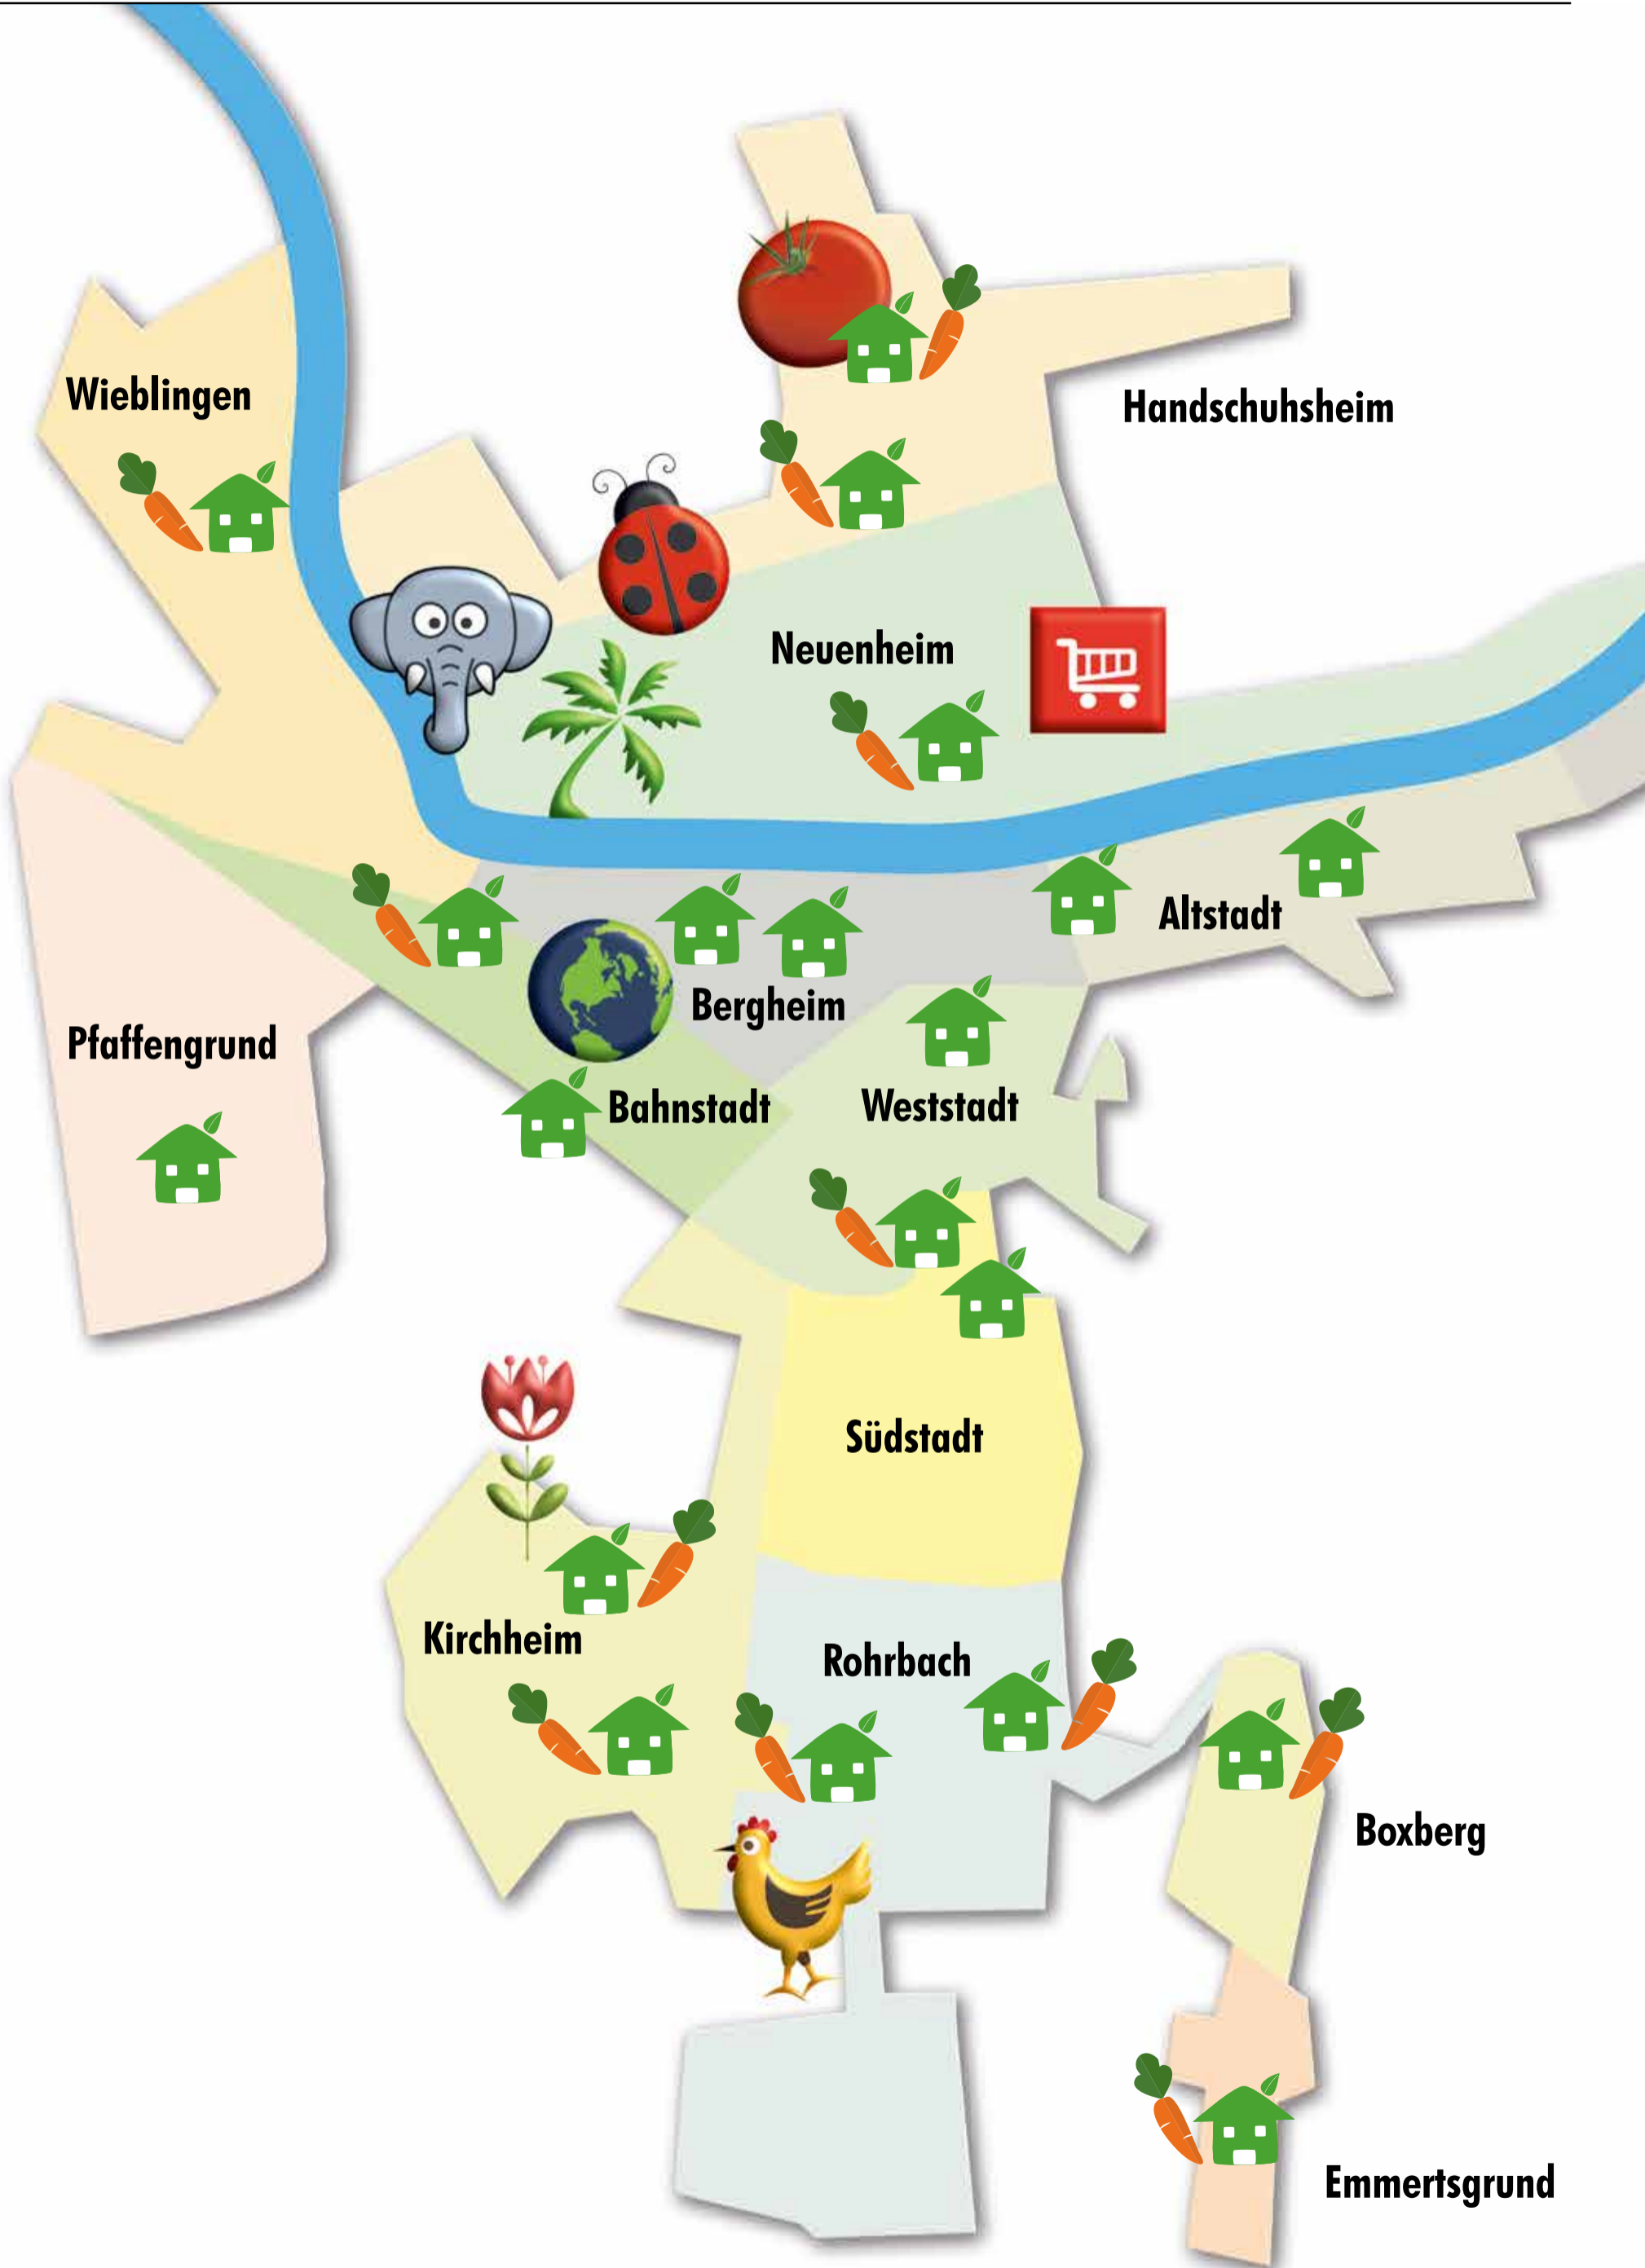 Wieblingen
Handschuhsheim
Neuenheim
Altstadt
Bergheim
Pfaffengrund
Bahnstadt
Weststadt
Südstadt
Kirchheim
Rohrbach
Boxberg
Emmertsgrund